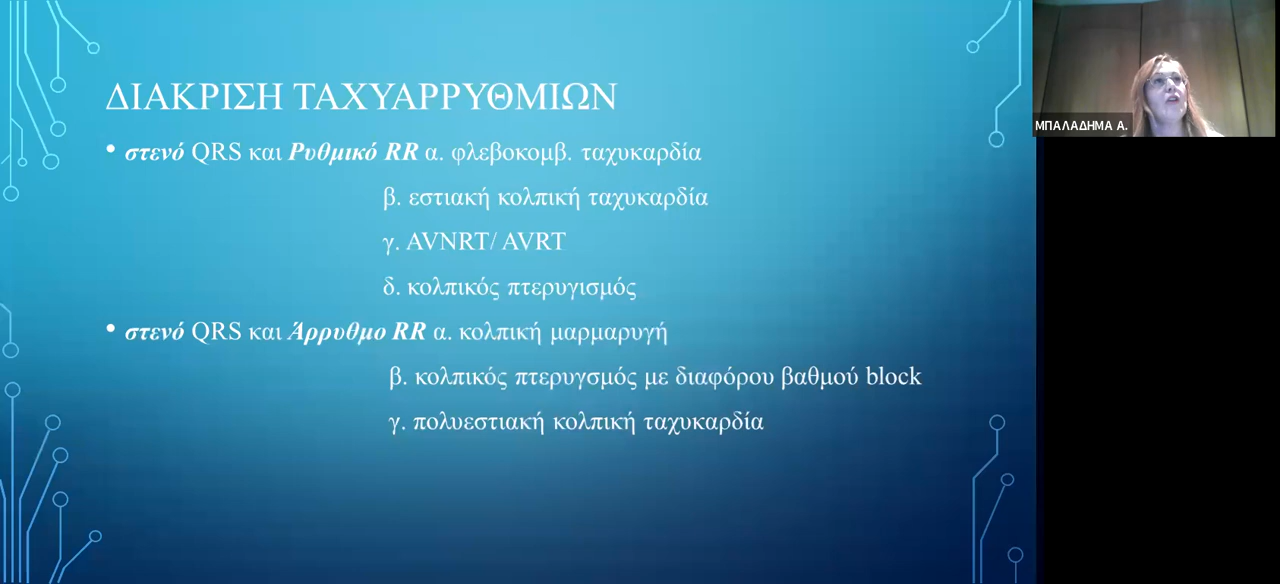 ΔΙΑΚΡΙΣΗ ΤΑΧΥΑΡΡΥΘΜΙΩΝ
• στενό QRS και Ρυθμικό RR α. φλεβοκομβ. ταχυκαρδία
β. εστιακή κολπική ταχυκαρδία
γ. AVNRT/ AVRT
δ. κολπικός πτερυγισμός
• στενό QRS και Άρρυθμο RR α. κολπική μαρμαρυγή
β. κολπικός πτερυγσμός με διαφόρου βαθμού block
γ. πολυεστιακή κολπική ταχυκαρδία
ΜΠΑΛΑΔΗΜΑ Α.